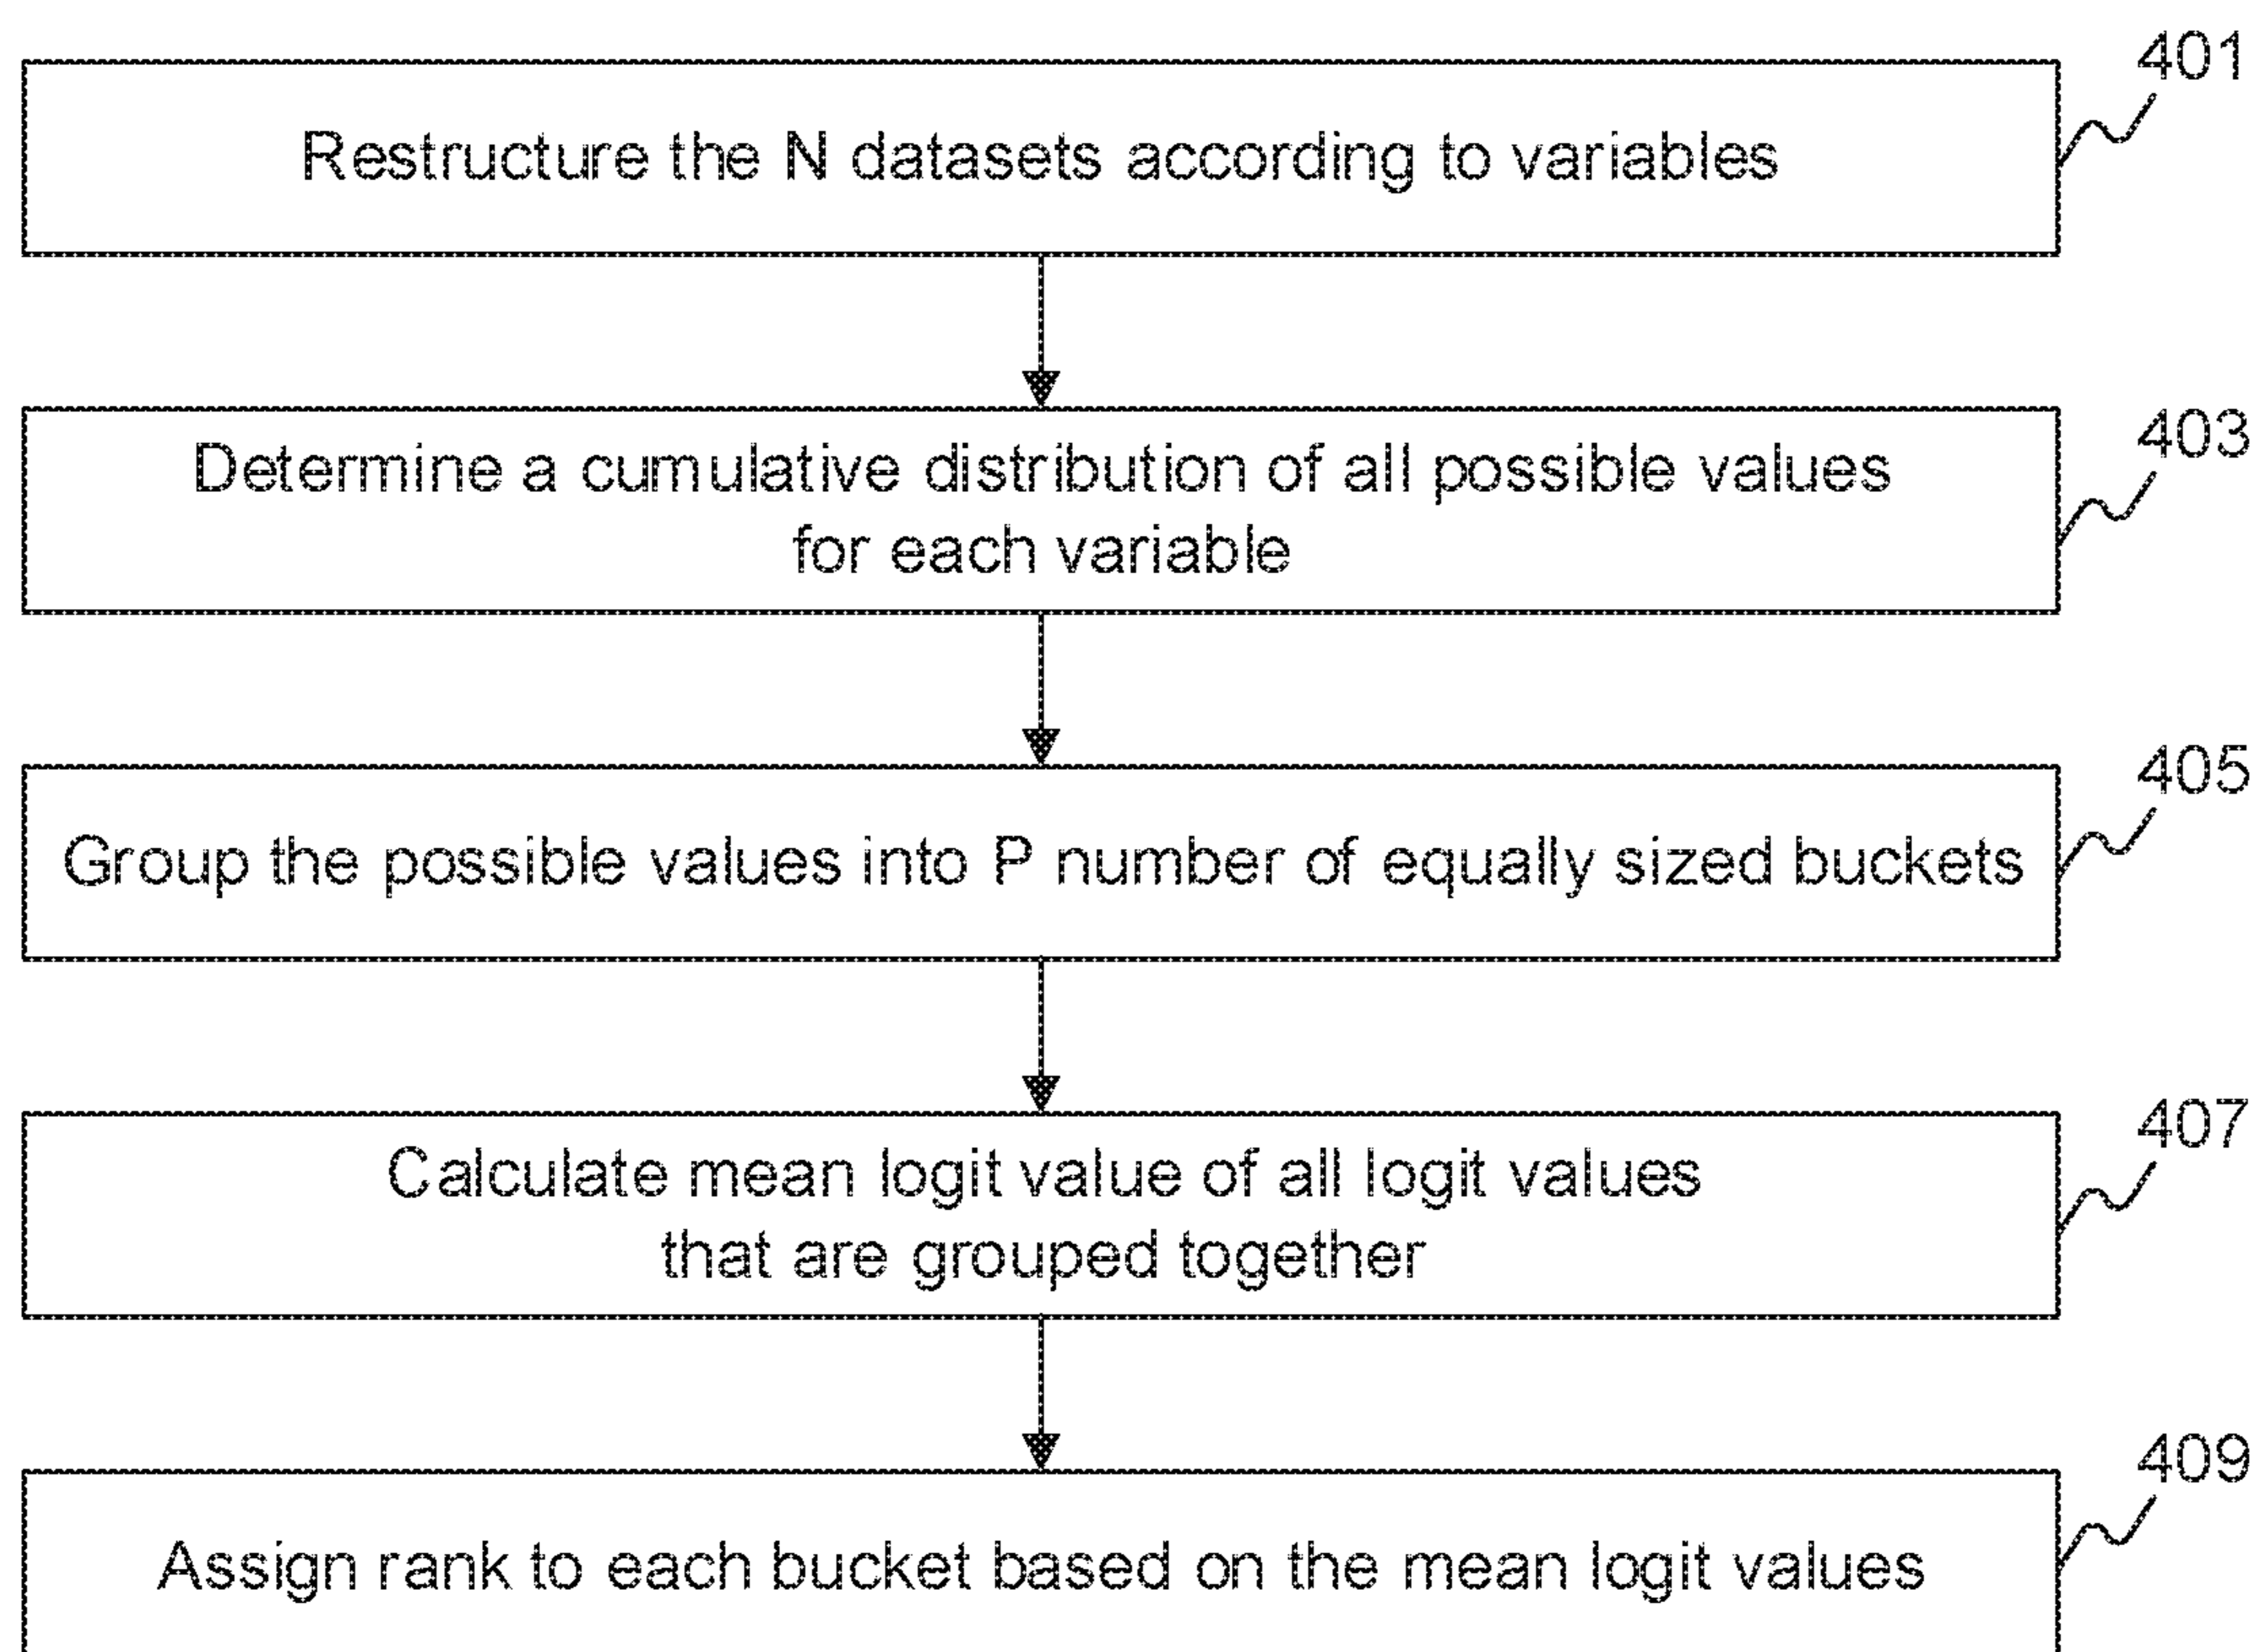 401
Restructure the N datasets according to variables
403
Determine a cumulative distribution of all possible values
for each variable
405
Group the possible values into P number of equally sized buckets
407
Calculate mean logit value of all logit values
that are grouped together
409
Assign rank to each bucket based on the mean logit values